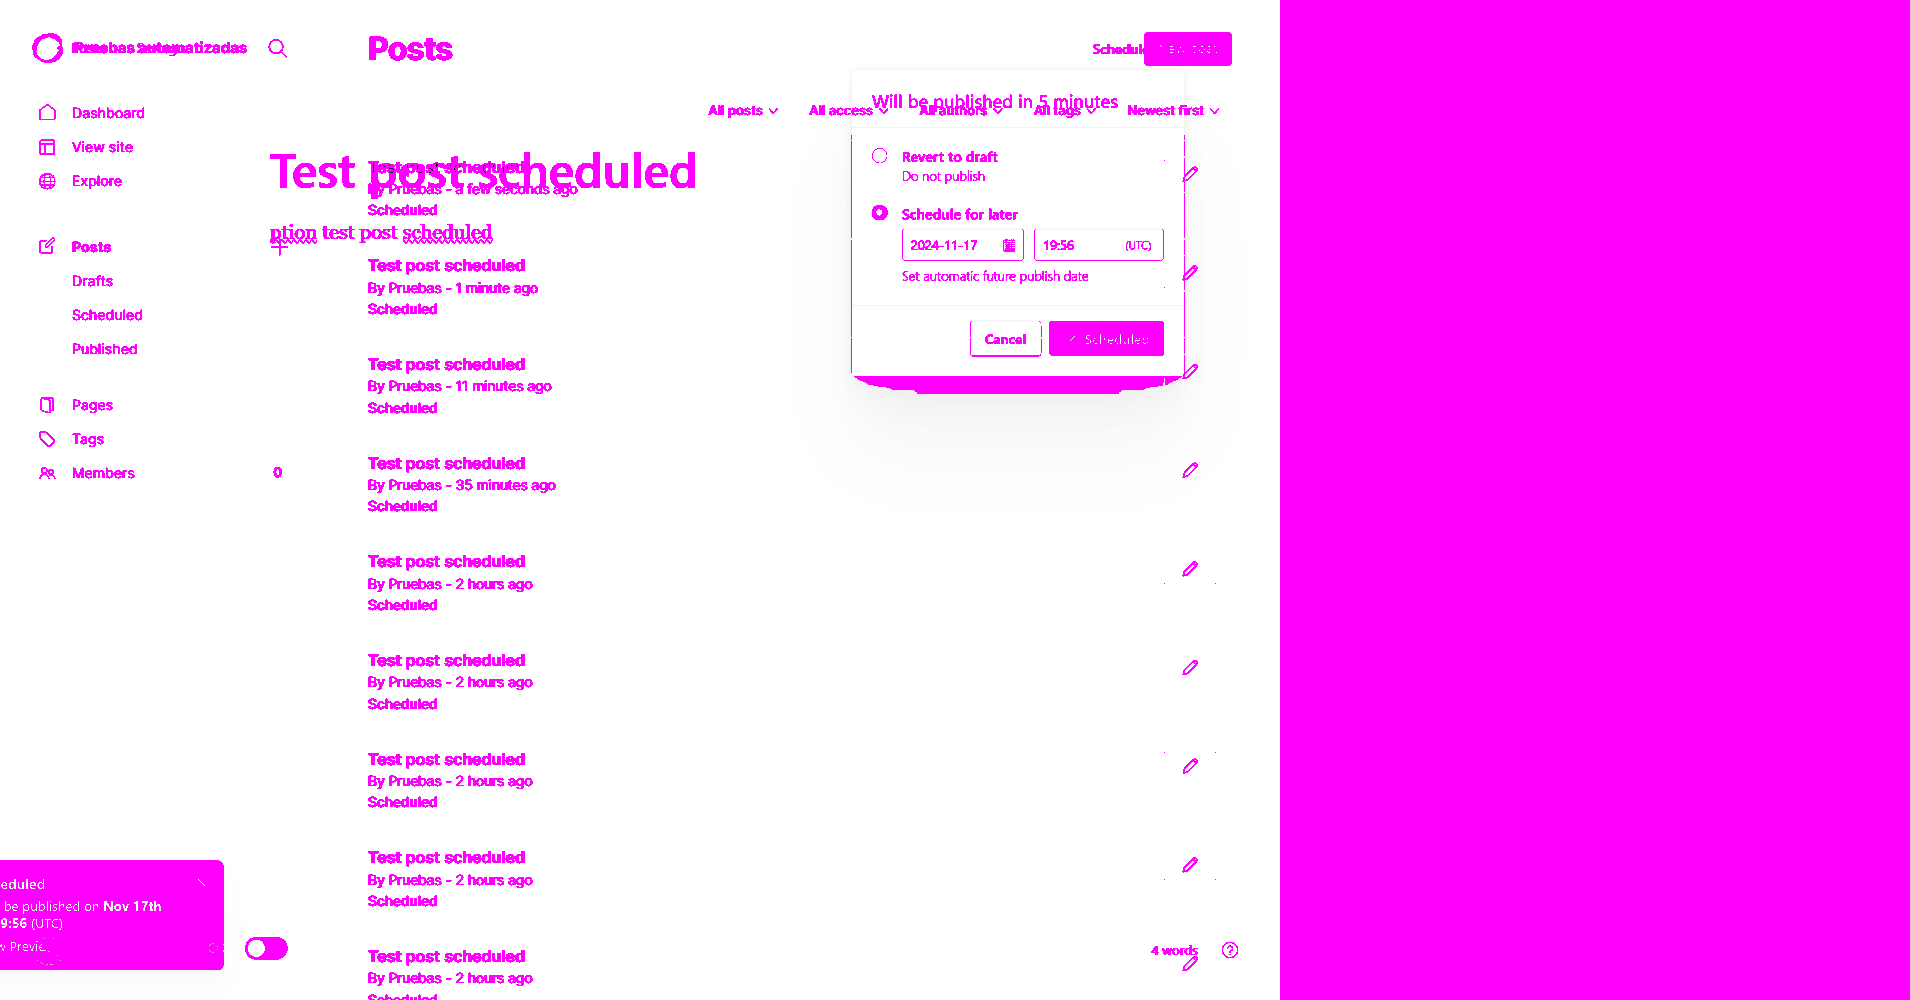 Pruebas automatizadas
Posts
Schedul
Dashboard
View site
Explore
Posts
Drafts
Scheduled
Published
Pages
Tags
Members
0
All posts
All access
All authors
All tags
Newest first
Will be published in 5 minutes
Revert to draft
Do not publish
Schedule for later
2024-11-17
19:56
(UTC)
Set automatic future publish date
Cancel
Scheduled
Test post scheduled
ption test post scheduled
Test post scheduled
By Pruebas - a few seconds ago
Scheduled
Test post scheduled
By Pruebas - 1 minute ago
Scheduled
Test post scheduled
By Pruebas - 11 minutes ago
Scheduled
Test post scheduled
By Pruebas - 35 minutes ago
Scheduled
Test post scheduled
By Pruebas - 2 hours ago
Scheduled
Test post scheduled
By Pruebas - 2 hours ago
Scheduled
Test post scheduled
By Pruebas - 2 hours ago
Scheduled
Test post scheduled
By Pruebas - 2 hours ago
Scheduled
Test post scheduled
By Pruebas - 2 hours ago
Scheduled
eduled
be published on Nov 17th
9:56 (UTC)
w Previe
4 words